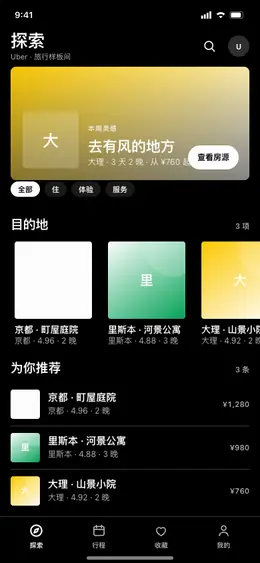 9:41
探索
Uber · 旅行样板间
U
大
本周灵感
去有风的地方
大理 · 3 天 2 晚 · 从 ¥760 起
查看房源
全部
住
体验
服务
目的地
3 项
里
大
京都 · 町屋庭院
京都 · 4.96 · 2 晚
里斯本 · 河景公寓
里斯本 · 4.88 · 3 晚
大理 · 山景小院
大理 · 4.92 · 2 晚
为你推荐
3 条
京都 · 町屋庭院
京都 · 4.96 · 2 晚
¥1,280
里
里斯本 · 河景公寓
里斯本 · 4.88 · 3 晚
¥980
大
大理 · 山景小院
大理 · 4.92 · 2 晚
¥760
探索
行程
收藏
我的